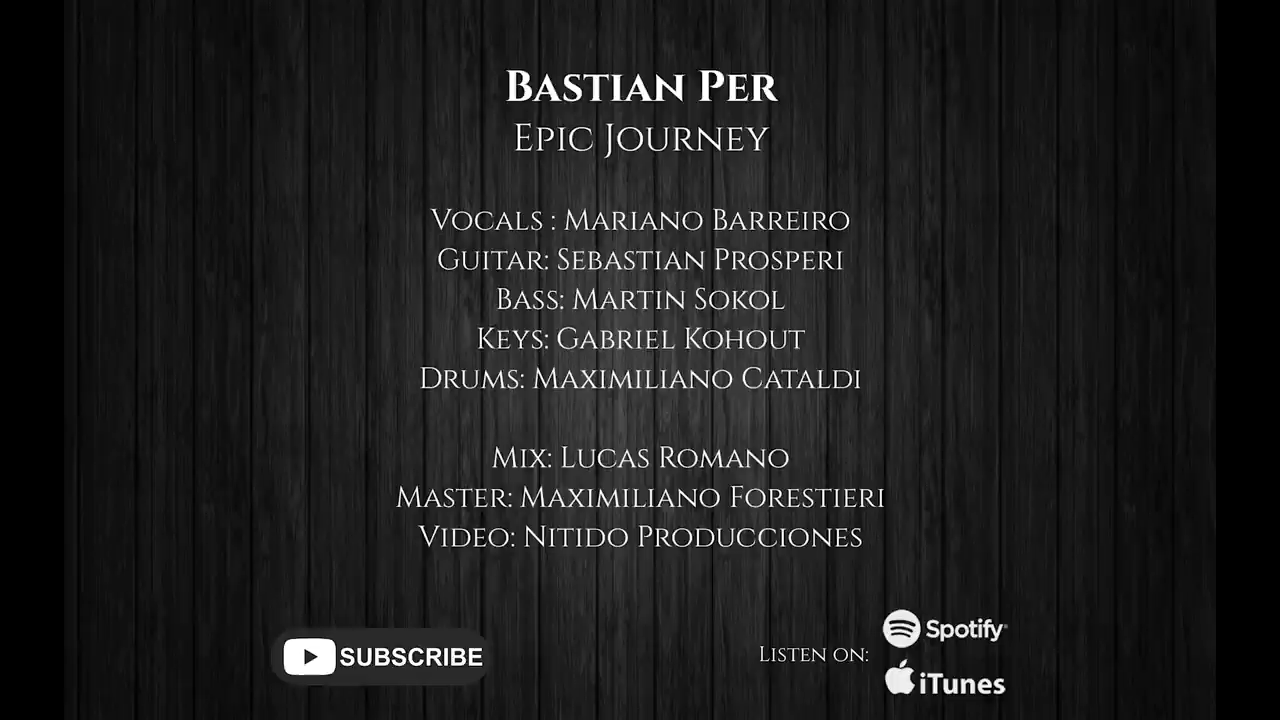 Bastian Per
Epic Journey
Vocals : Mariano Barreiro
Guitar: Sebastian Prosperi
Bass: Martin Sokol
Keys: Gabriel Kohout
Drums: Maximiliano Cataldi
Mix: Lucas Romano
Master: Maximiliano Forestieri
Video: Nitido Producciones
SUBSCRIBE
Listen on:
Spotify®
iTunes